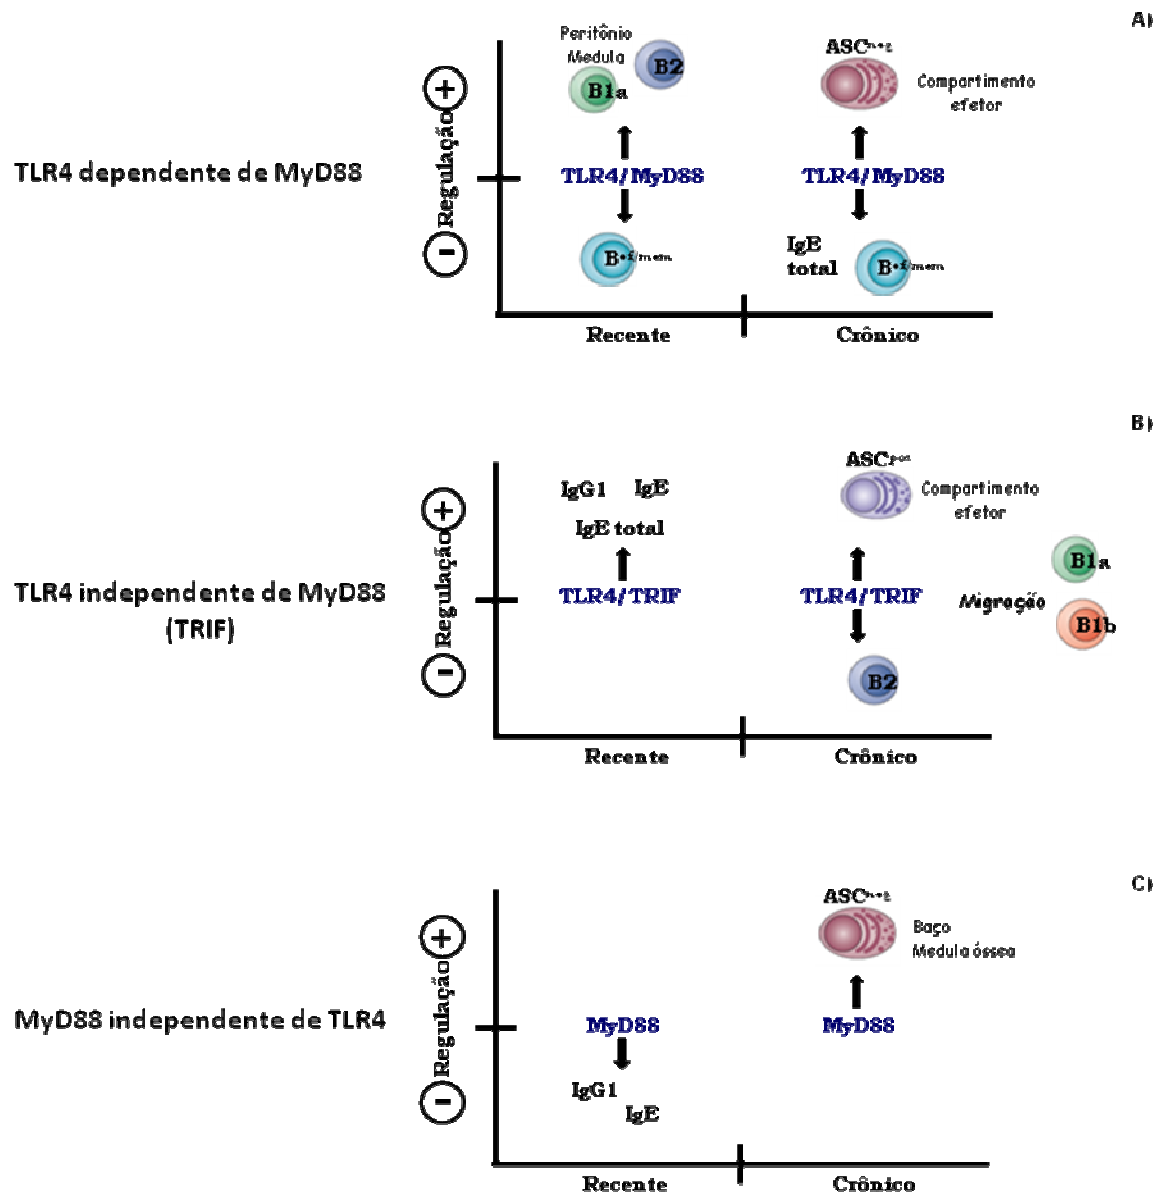 A)
Peritônio
Medula
B2
B1a
ASC
Compartimento
efetor
+
Regulação
-
TLR4 dependente de MyD88
TLR4/MyD88
TLR4/MyD88
B
IgE
total
B
Recente
Crônico
B)
IgG1 IgE
IgE total
ASC
Compartimento
efetor
+
Regulação
-
TLR4 independente de MyD88
(TRIF)
TLR4/TRIF
TLR4/TRIF
Migração
B1a
B1b
B2
Recente
Crônico
C)
ASC
Baço
Medula óssea
+
Regulação
-
MyD88 independente de TLR4
MyD88
MyD88
IgG1
IgE
Recente
Crônico